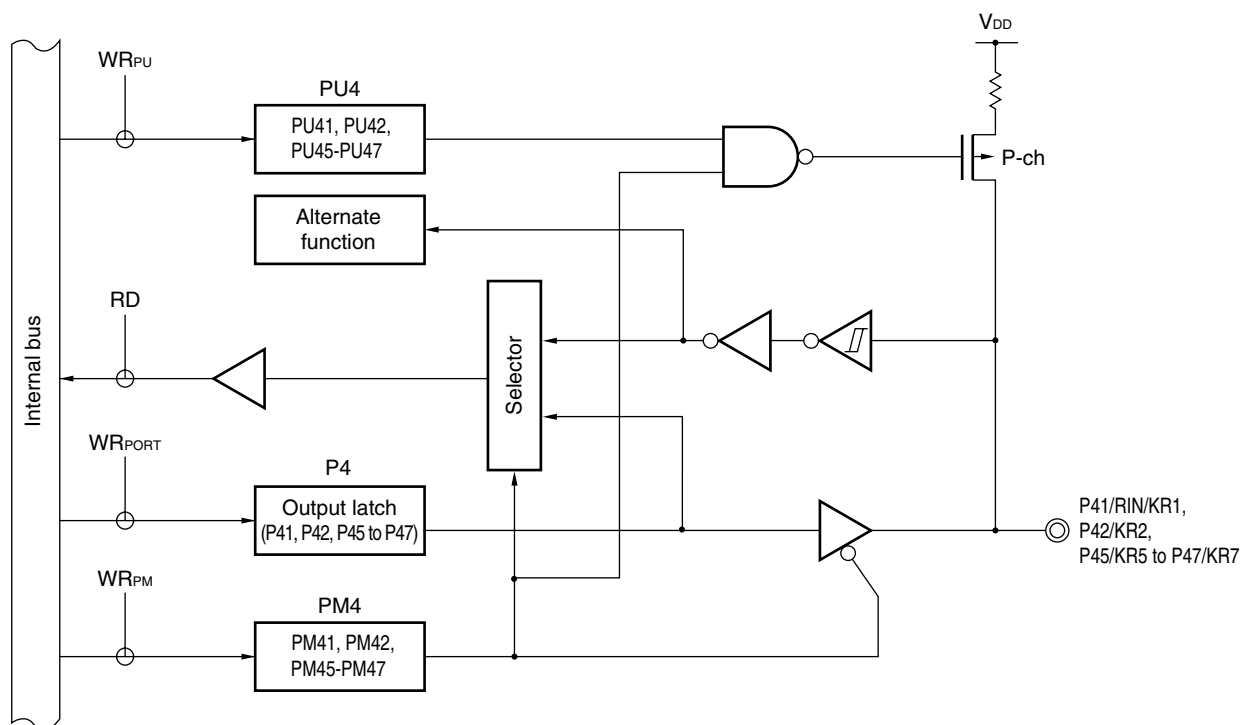 VDD
WRPU
PU4
PU41, PU42,
PU45-PU47
P-ch
Alternate
function
RD
Internal bus
Selector
WRPORT
P4
Output latch
(P41, P42, P45 to P47)
P41/RIN/KR1,
P42/KR2,
P45/KR5 to P47/KR7
WRPM
PM4
PM41, PM42,
PM45-PM47